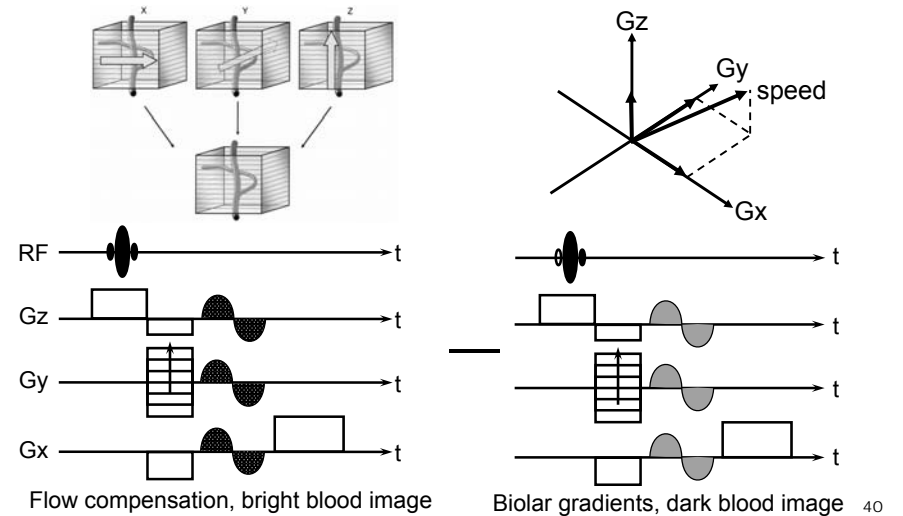 X Y Z
Gz
Gy
speed
Gx
RF t
Gz t
Gy t
Gx t
Flow compensation, bright blood image
t
t
t
t
Biolar gradients, dark blood image
40